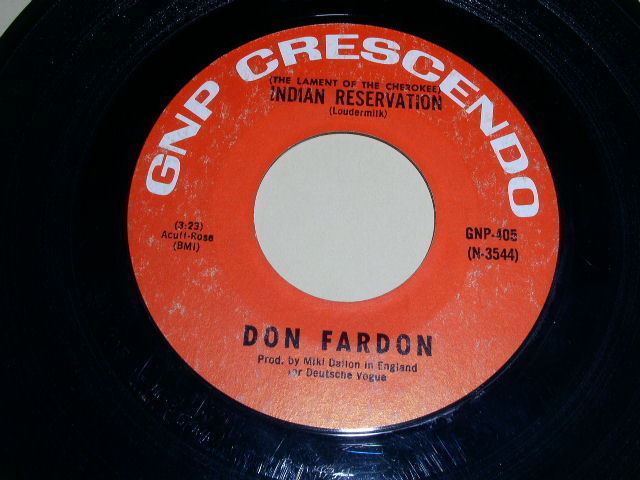 GNP CRESCENDO
(THE LAMENT OF THE CHEROKEE)
INDIAN RESERVATION
(Loudermilk)
(3:23)
Acuff-Rose
(BMI)
GNP-405
(N-3544)
DON FARDON
Prod. by Miki Dallon in England
for Deutsche Vogue